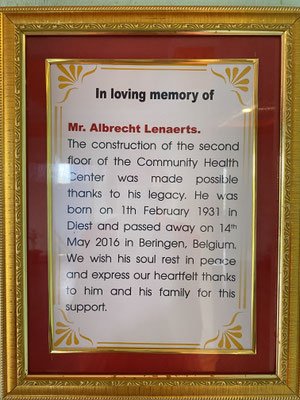 In loving memory of
Mr. Albrecht Lenaerts.
The construction of the second
floor of the Community Health
Center was made possible
thanks to his legacy. He was
born on 1th February 1931 in
Diest and passed away on 14th
May 2016 in Beringen, Belgium.
We wish his soul rest in peace
and express our heartfelt thanks
to him and his family for this
support.